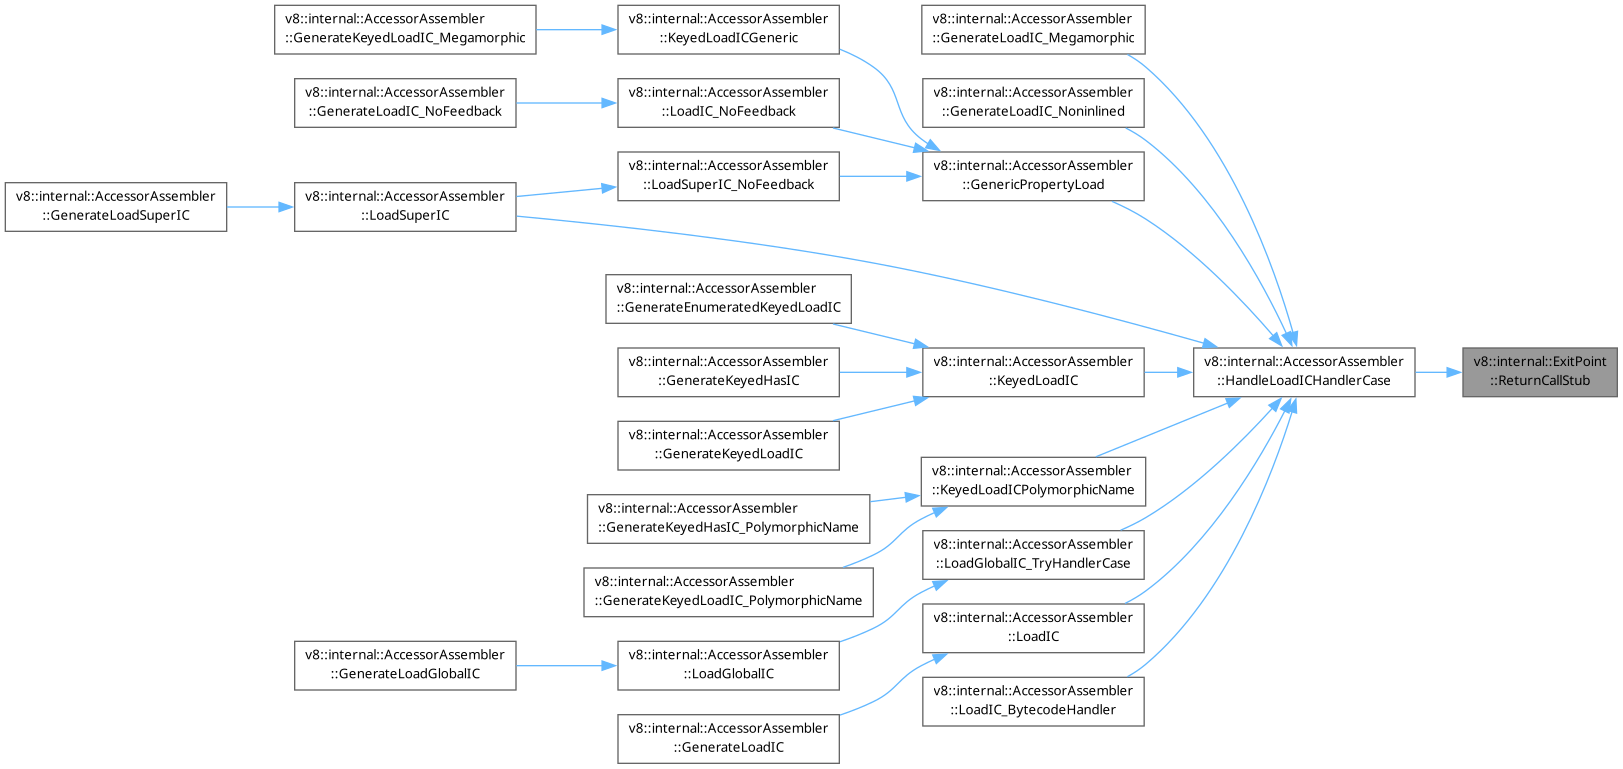 v8::internal::AccessorAssembler
::GenerateKeyedLoadIC_Megamorphic
v8::internal::AccessorAssembler
::KeyedLoadICGeneric
v8::internal::AccessorAssembler
::GenerateLoadIC_Megamorphic
v8::internal::AccessorAssembler
::GenerateLoadIC_NoFeedback
v8::internal::AccessorAssembler
::LoadIC_NoFeedback
v8::internal::AccessorAssembler
::GenerateLoadIC_Noninlined
v8::internal::AccessorAssembler
::LoadSuperIC_NoFeedback
v8::internal::AccessorAssembler
::GenericPropertyLoad
v8::internal::AccessorAssembler
::GenerateLoadSuperIC
v8::internal::AccessorAssembler
::LoadSuperIC
v8::internal::AccessorAssembler
::GenerateEnumeratedKeyedLoadIC
v8::internal::AccessorAssembler
::GenerateKeyedHasIC
v8::internal::AccessorAssembler
::KeyedLoadIC
v8::internal::AccessorAssembler
::HandleLoadICHandlerCase
v8::internal::ExitPoint
::ReturnCallStub
v8::internal::AccessorAssembler
::GenerateKeyedLoadIC
v8::internal::AccessorAssembler
::KeyedLoadICPolymorphicName
v8::internal::AccessorAssembler
::GenerateKeyedHasIC_PolymorphicName
v8::internal::AccessorAssembler
::LoadGlobalIC_TryHandlerCase
v8::internal::AccessorAssembler
::GenerateKeyedLoadIC_PolymorphicName
v8::internal::AccessorAssembler
::LoadIC
v8::internal::AccessorAssembler
::GenerateLoadGlobalIC
v8::internal::AccessorAssembler
::LoadGlobalIC
v8::internal::AccessorAssembler
::LoadIC_BytecodeHandler
v8::internal::AccessorAssembler
::GenerateLoadIC